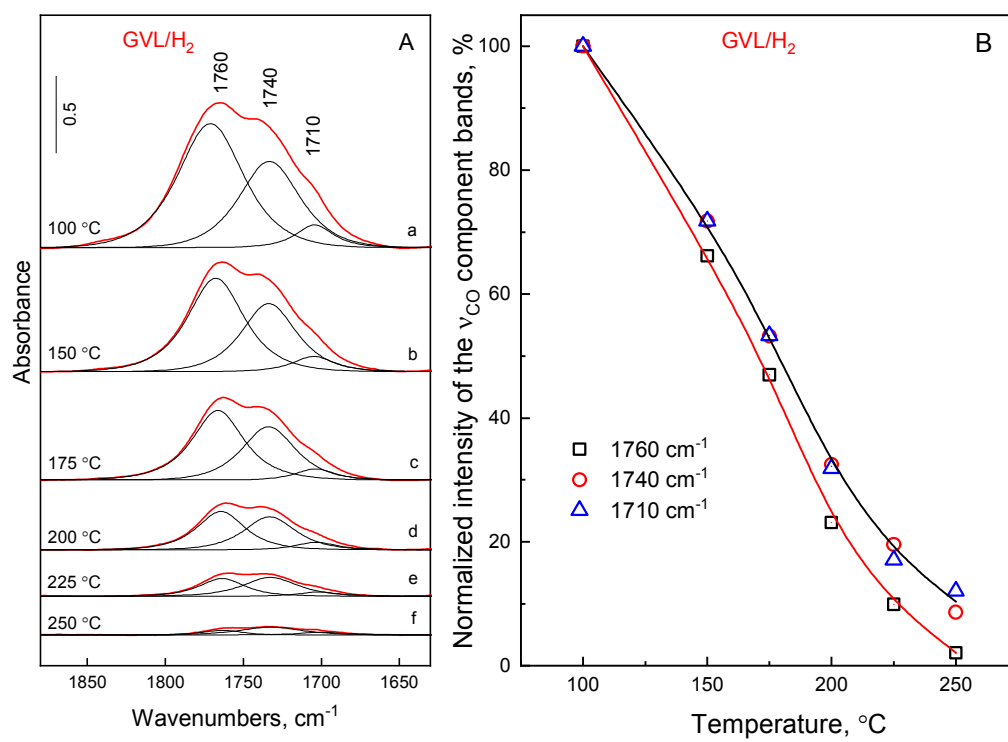 GVL/H₂
A
0.5
1760
1740
1710
100 °C
a
150 °C
b
175 °C
c
200 °C
d
225 °C
e
250 °C
f
Absorbance
1850 1800 1750 1700 1650
Wavenumbers, cm⁻¹
GVL/H₂
B
Normalized intensity of the νCO component bands, %
100
80
60
40
20
0
1760 cm⁻¹
1740 cm⁻¹
1710 cm⁻¹
100 150 200 250
Temperature, °C